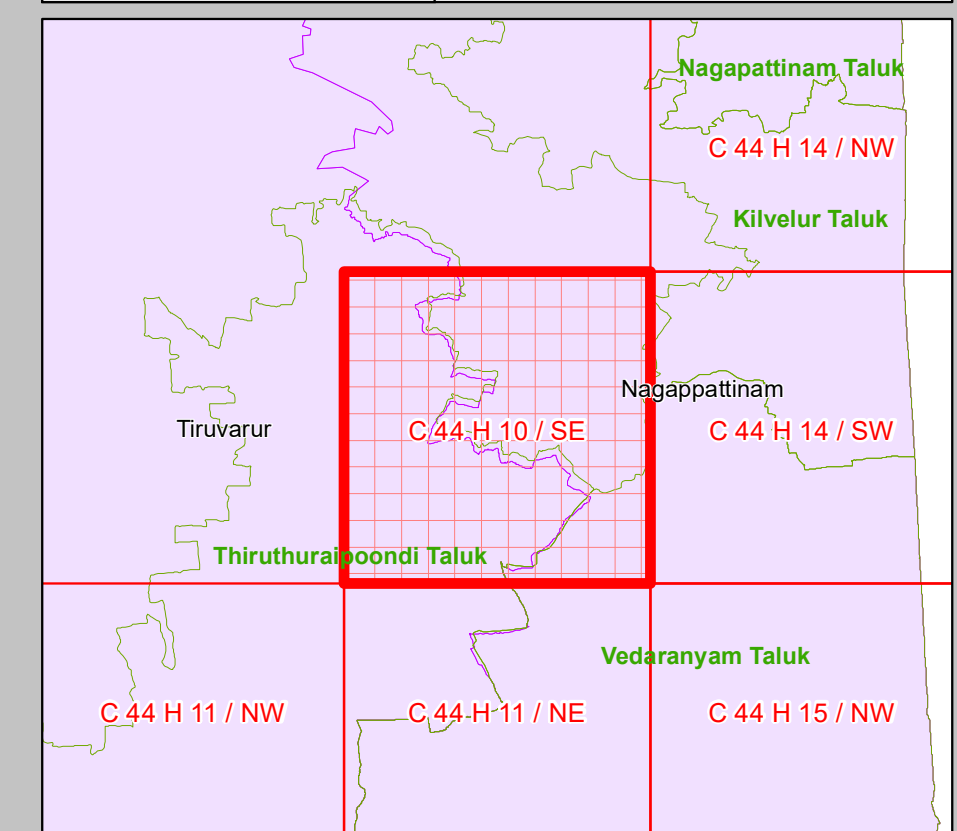 Nagapattinam Taluk
C 44 H 14 / NW
Kilvelur Taluk
Nagappattinam
Tiruvarur
C 44 H 10 / SE
C 44 H 14 / SW
Thiruthuraipoondi Taluk
Vedaranyam Taluk
C 44 H 11 / NW
C 44 H 11 / NE
C 44 H 15 / NW